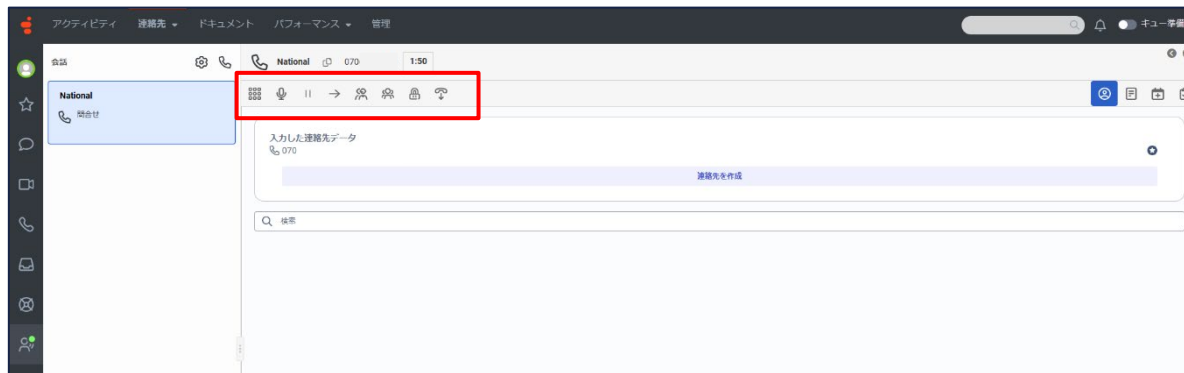 アクティビティ 連絡先 ドキュメント パフォーマンス 管理
キュー準備
会話
National 070 1:50
National
問合せ
入力した連絡先データ
070
連絡先を作成
検索